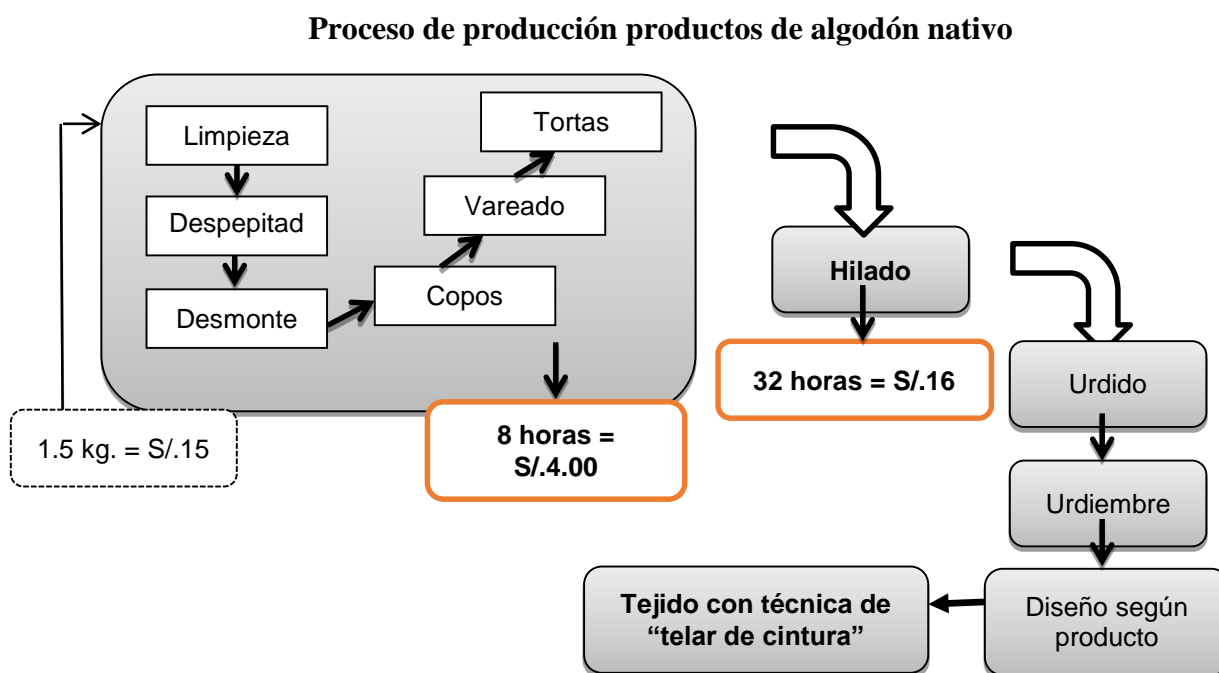 Proceso de producción productos de algodón nativo
Limpieza
Despepitad
Desmonte
Copos
Vareado
Tortas
1.5 kg. = S/.15
8 horas =
S/.4.00
Hilado
32 horas = S/.16
Urdido
Urdiembre
Diseño según
producto
Tejido con técnica de
“telar de cintura”